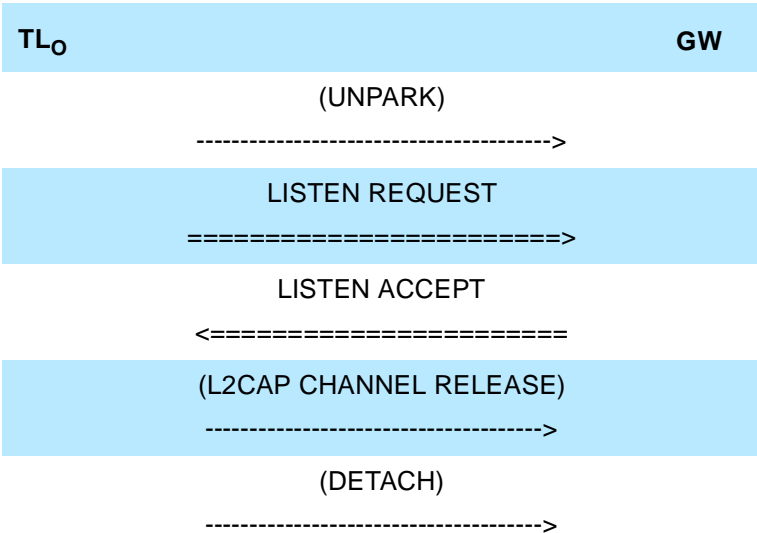 TLO GW
(UNPARK)
---------------------------------------->
LISTEN REQUEST
========================>
LISTEN ACCEPT
<=======================
(L2CAP CHANNEL RELEASE)
-------------------------------------->
(DETACH)
-------------------------------------->